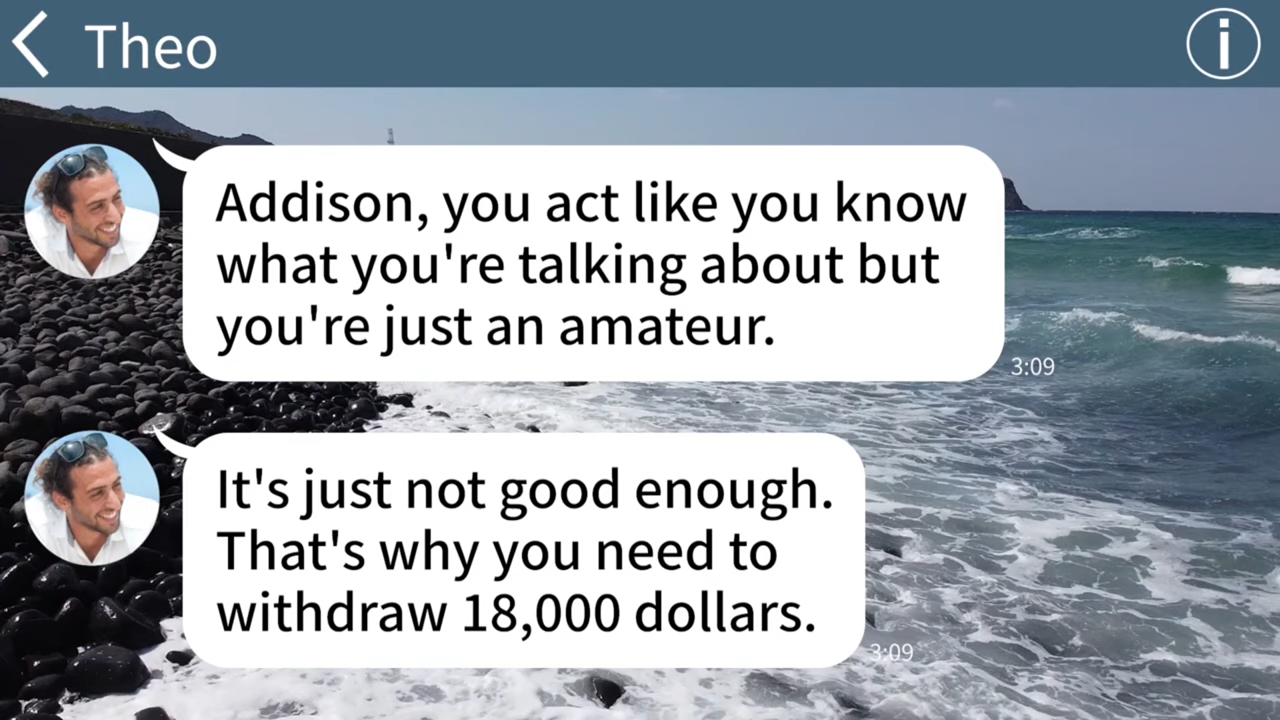 Theo
Addison, you act like you know
what you're talking about but
you're just an amateur.
3:09
It's just not good enough.
That's why you need to
withdraw 18,000 dollars.
3:09